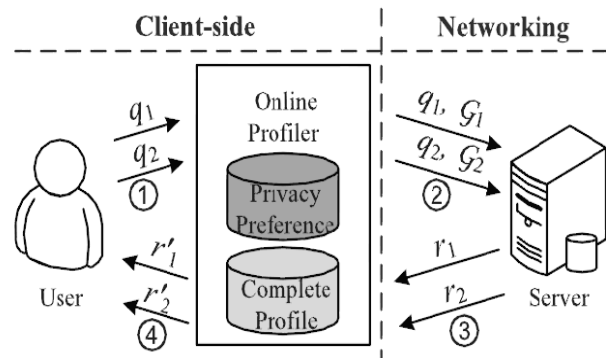 Client-side
Networking
q1
q2
①
Online
Profiler
Privacy
Preference
Complete
Profile
q1, G1
q2, G2
②
r′1
r′2
④
r1
r2
③
User
Server